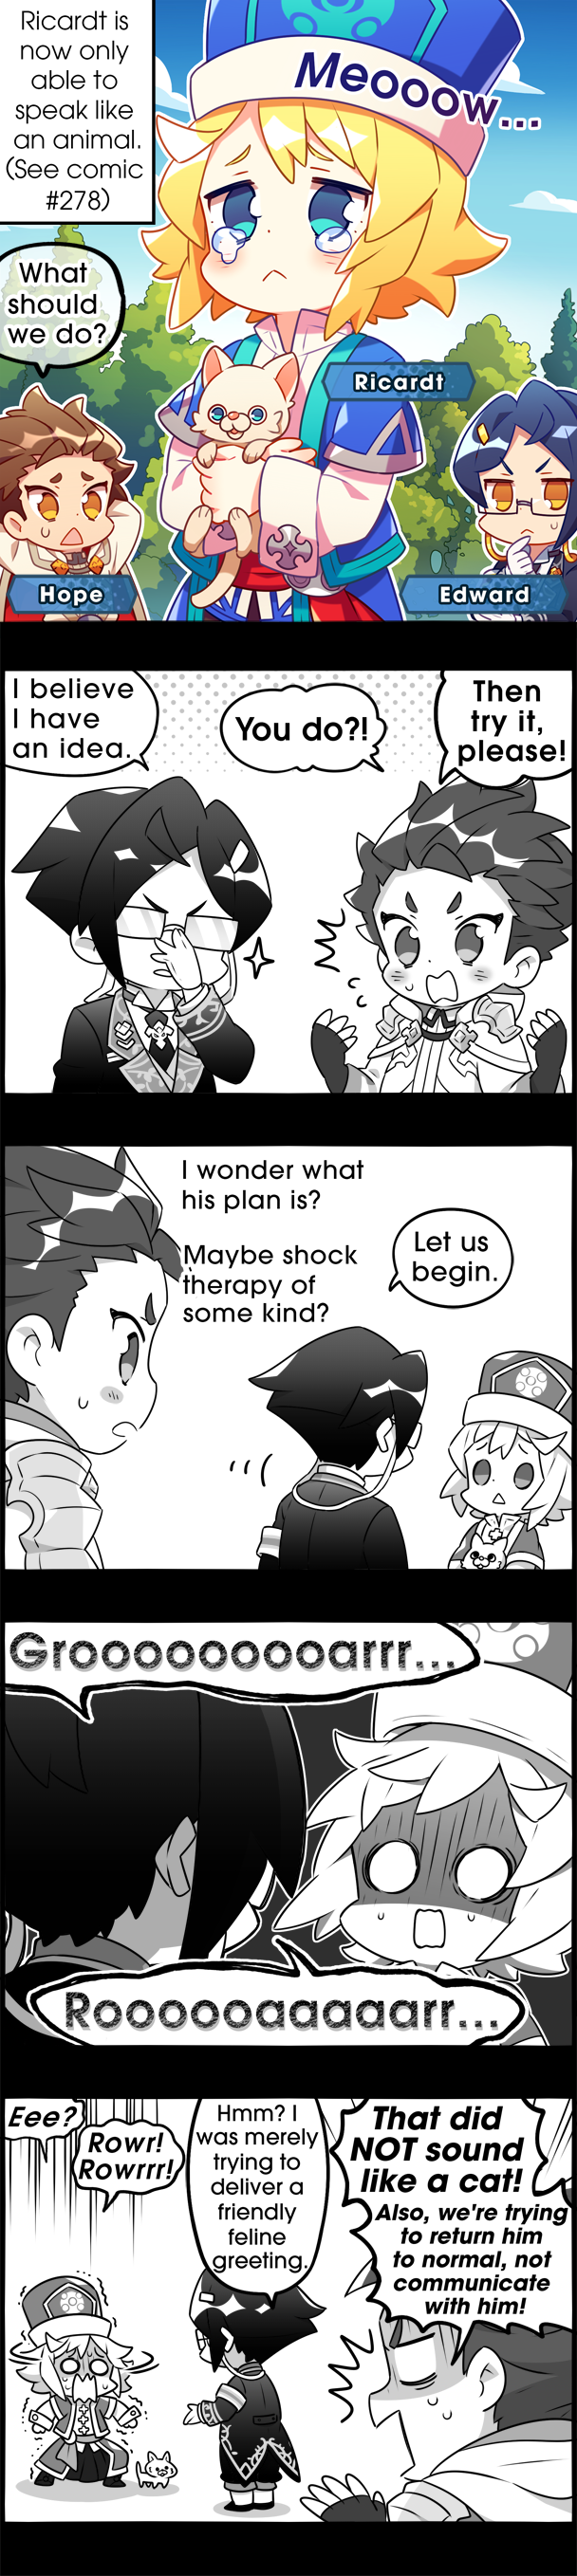 Ricardt is
now only
able to
speak like
an animal.
(See comic
#278)
Meooow...
What
should
we do?
Ricardt
Hope
Edward
I believe
I have
an idea.
You do?!
Then
try it,
please!
I wonder what
his plan is?
Maybe shock
therapy of
some kind?
Let us
begin.
Groooooooooarrr...
Roooooaaaaarr...
Eee?
Rowr!
Rowrrr!
Hmm? I
was merely
trying to
deliver a
friendly
feline
greeting.
That did
NOT sound
like a cat!
Also, we're trying
to return him
to normal, not
communicate
with him!